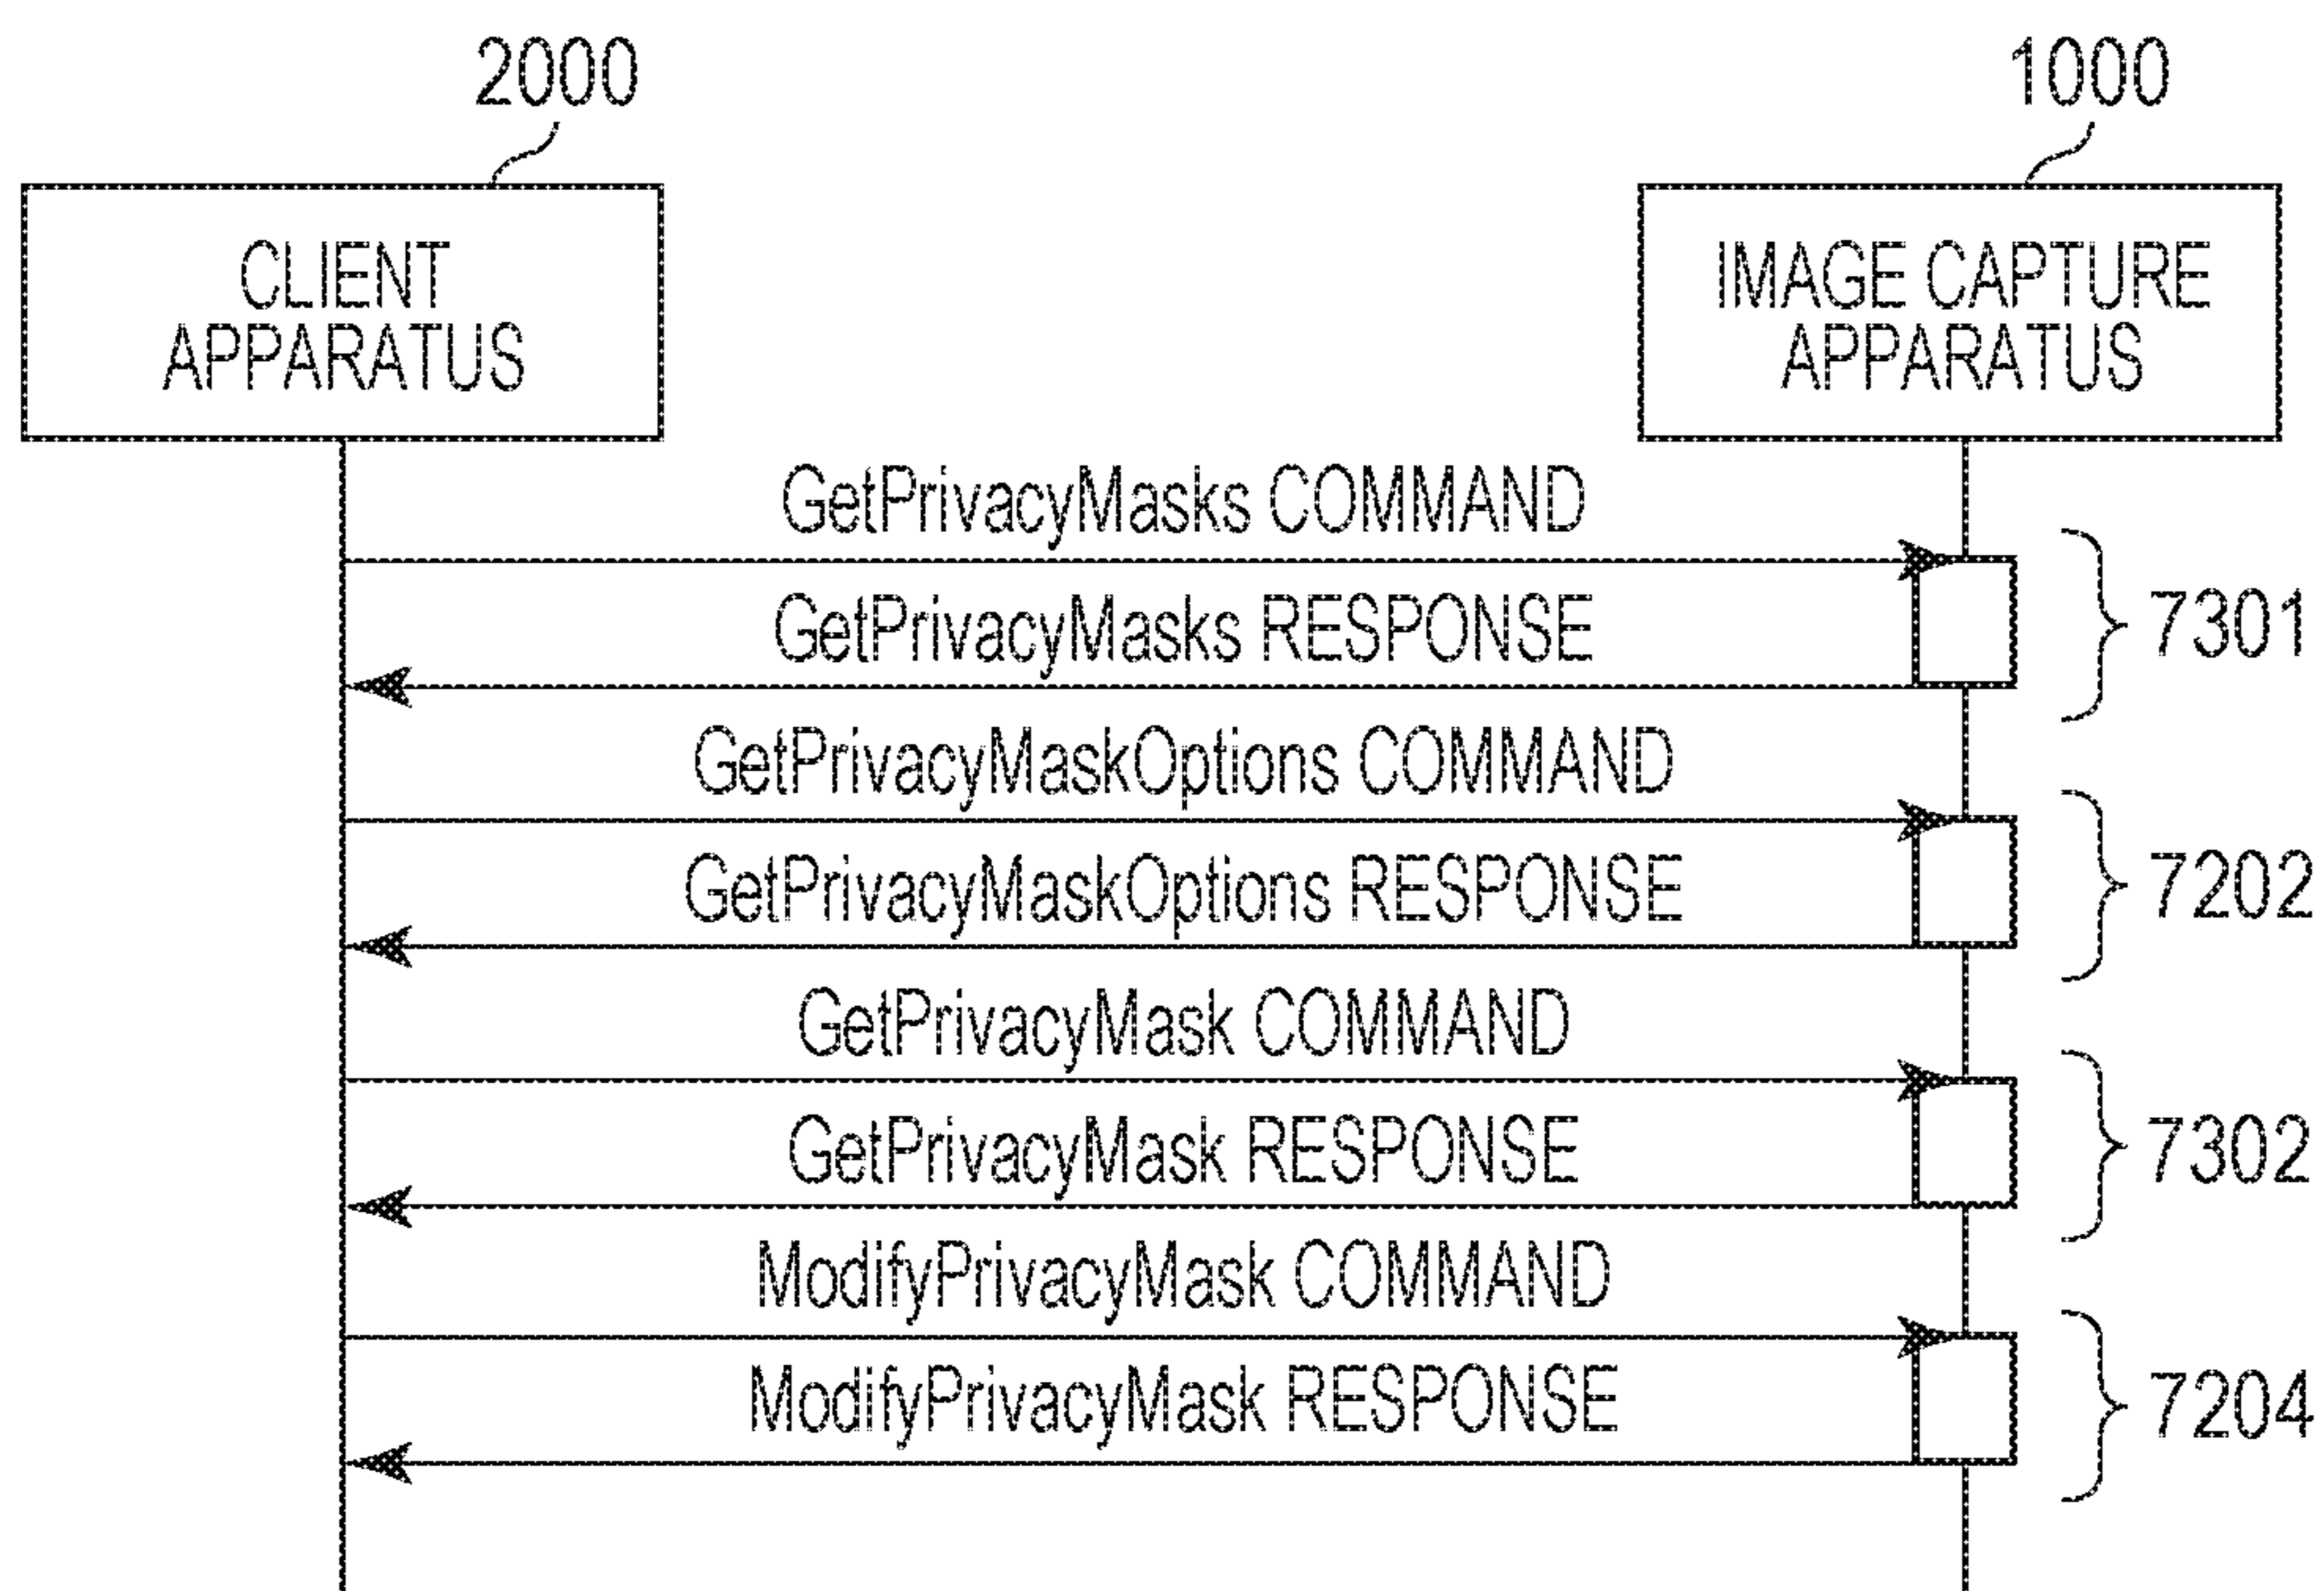 2000
1000
CLIENT
APPARATUS
IMAGE CAPTURE
APPARATUS
GetPrivacyMasks COMMAND
GetPrivacyMasks RESPONSE
7301
GetPrivacyMaskOptions COMMAND
GetPrivacyMaskOptions RESPONSE
7202
GetPrivacyMask COMMAND
GetPrivacyMask RESPONSE
7302
ModifyPrivacyMask COMMAND
ModifyPrivacyMask RESPONSE
7204